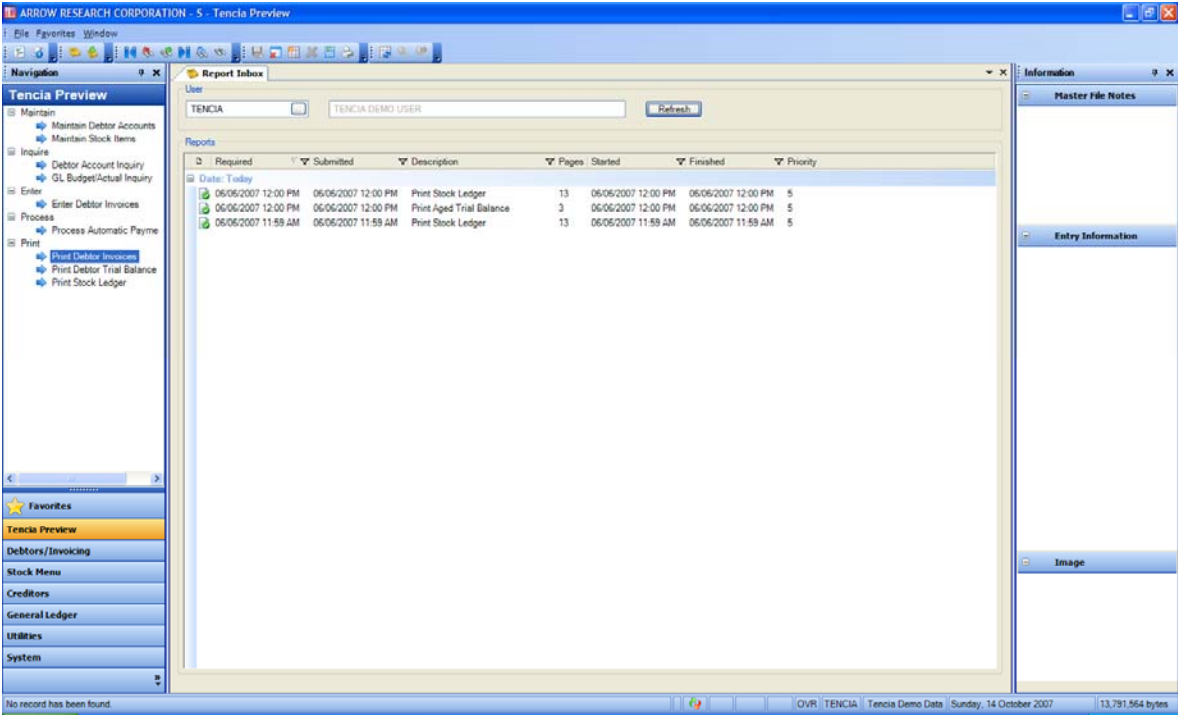 ARROW RESEARCH CORPORATION - 5 - Tencia Preview
File Favorites Window
Navigation
Tencia Preview
Maintain
Maintain Debtor Accounts
Maintain Stock Items
Inquire
Debtor Account Inquiry
GL Budget/Actual Inquiry
Enter
Enter Debtor Invoices
Process
Process Automatic Payme
Print
Print Debtor Invoices
Print Debtor Trial Balance
Print Stock Ledger
Favorites
Tencia Preview
Debtors/Invoicing
Stock Menu
Creditors
General Ledger
Utilities
System
Report Inbox
User
TENCIA ... TENCIA DEMO USER Refresh
Reports
Required Submitted Description Pages Started Finished Priority
Date: Today
06/06/2007 12:00 PM 06/06/2007 12:00 PM Print Stock Ledger 13 06/06/2007 12:00 PM 06/06/2007 12:00 PM 5
06/06/2007 12:00 PM 06/06/2007 12:00 PM Print Aged Trial Balance 3 06/06/2007 12:00 PM 06/06/2007 12:00 PM 5
06/06/2007 11:59 AM 06/06/2007 11:59 AM Print Stock Ledger 13 06/06/2007 11:59 AM 06/06/2007 11:59 AM 5
Information
Master File Notes
Entry Information
Image
No record has been found. OVR TENCIA Tencia Demo Data Sunday, 14 October 2007 13,791,564 bytes